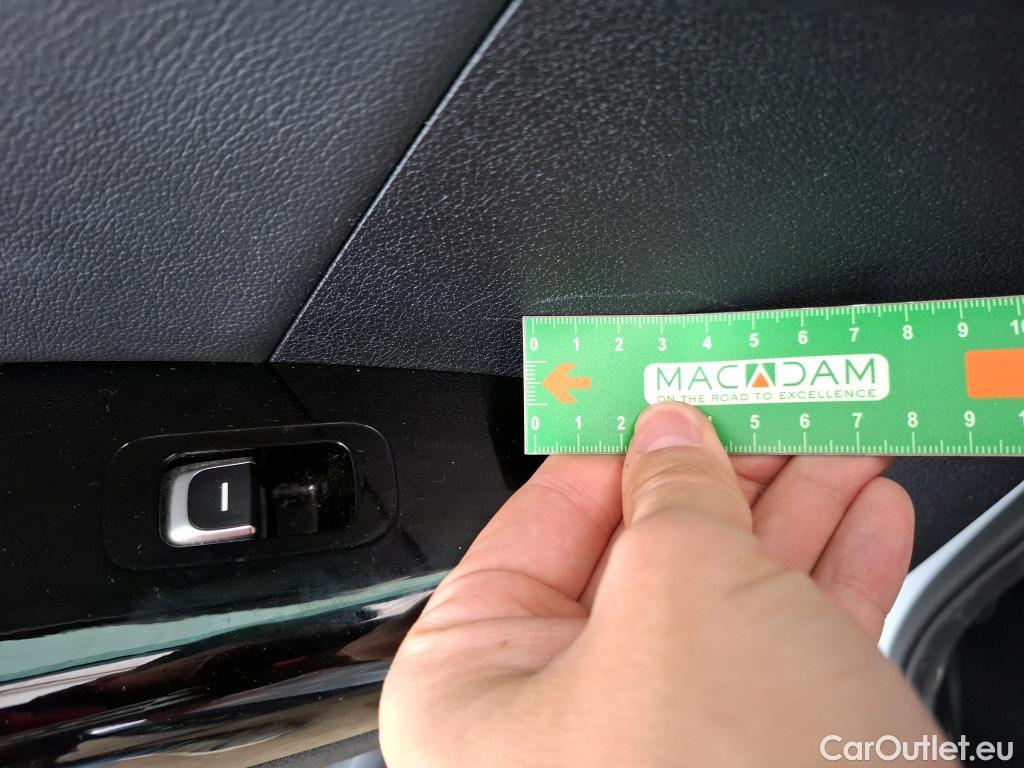 0 1 2 3 4 5 6 7 8 9 10
MACADAM
ON THE ROAD TO EXCELLENCE
0 1 2 4 5 6 7 8 9
CarOutlet.eu